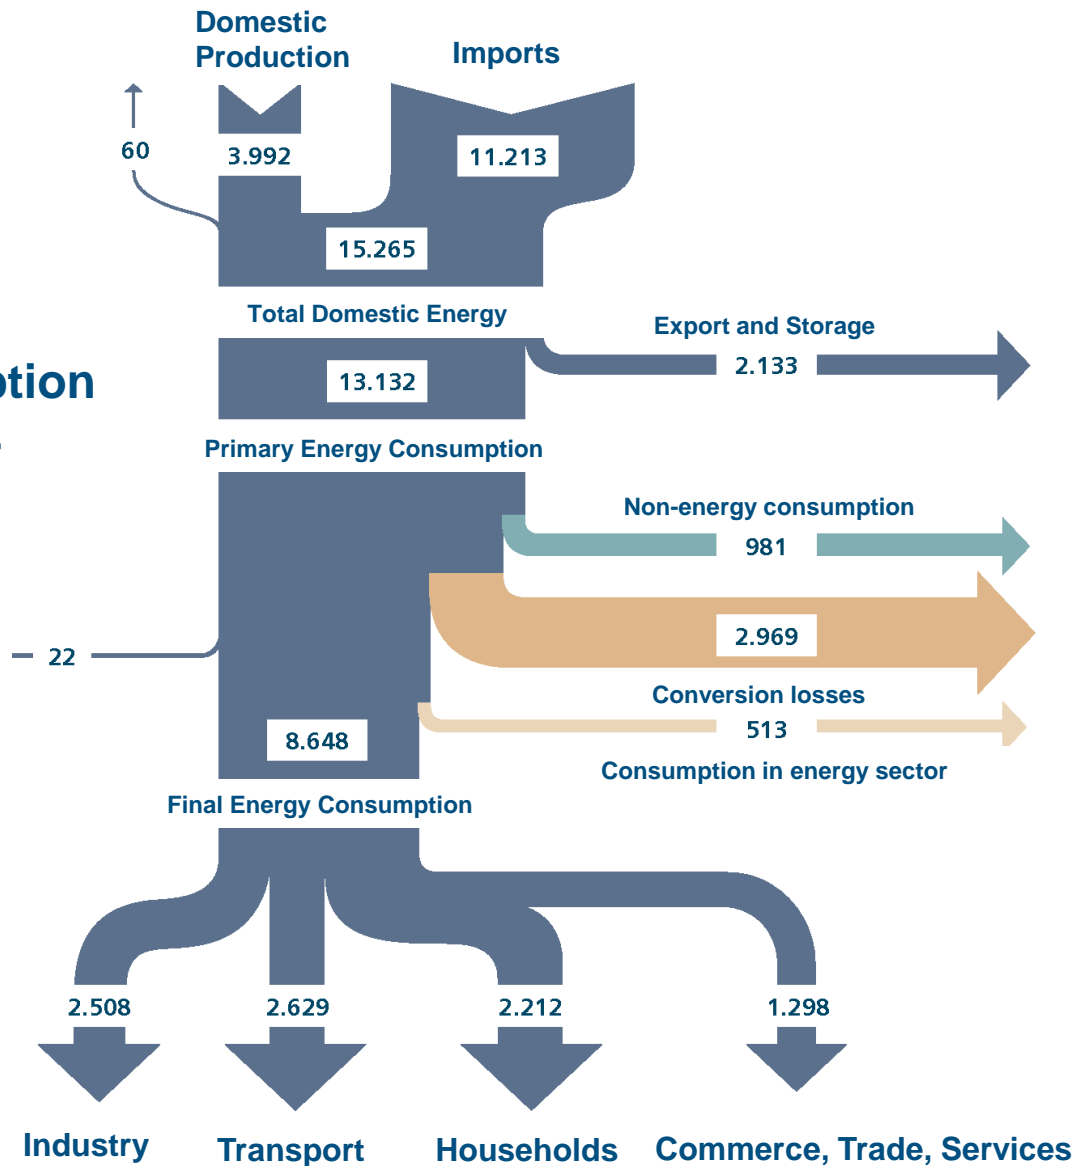 Domestic
Production
Imports
60
3.992
11.213
15.265
Total Domestic Energy
Export and Storage
2.133
13.132
Primary Energy Consumption
Non-energy consumption
981
2.969
22
Conversion losses
513
8.648
Consumption in energy sector
Final Energy Consumption
2.508
2.629
2.212
1.298
Industry
Transport
Households
Commerce, Trade, Services